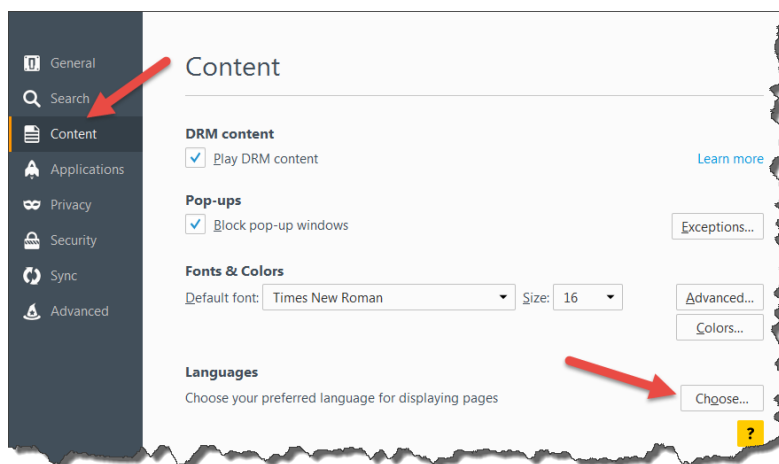 General
Search
Content
Applications
Privacy
Security
Sync
Advanced
Content
DRM content
Play DRM content
Learn more
Pop-ups
Block pop-up windows
Exceptions...
Fonts & Colors
Default font: Times New Roman Size: 16 Advanced...
Colors...
Languages
Choose your preferred language for displaying pages Choose...
?